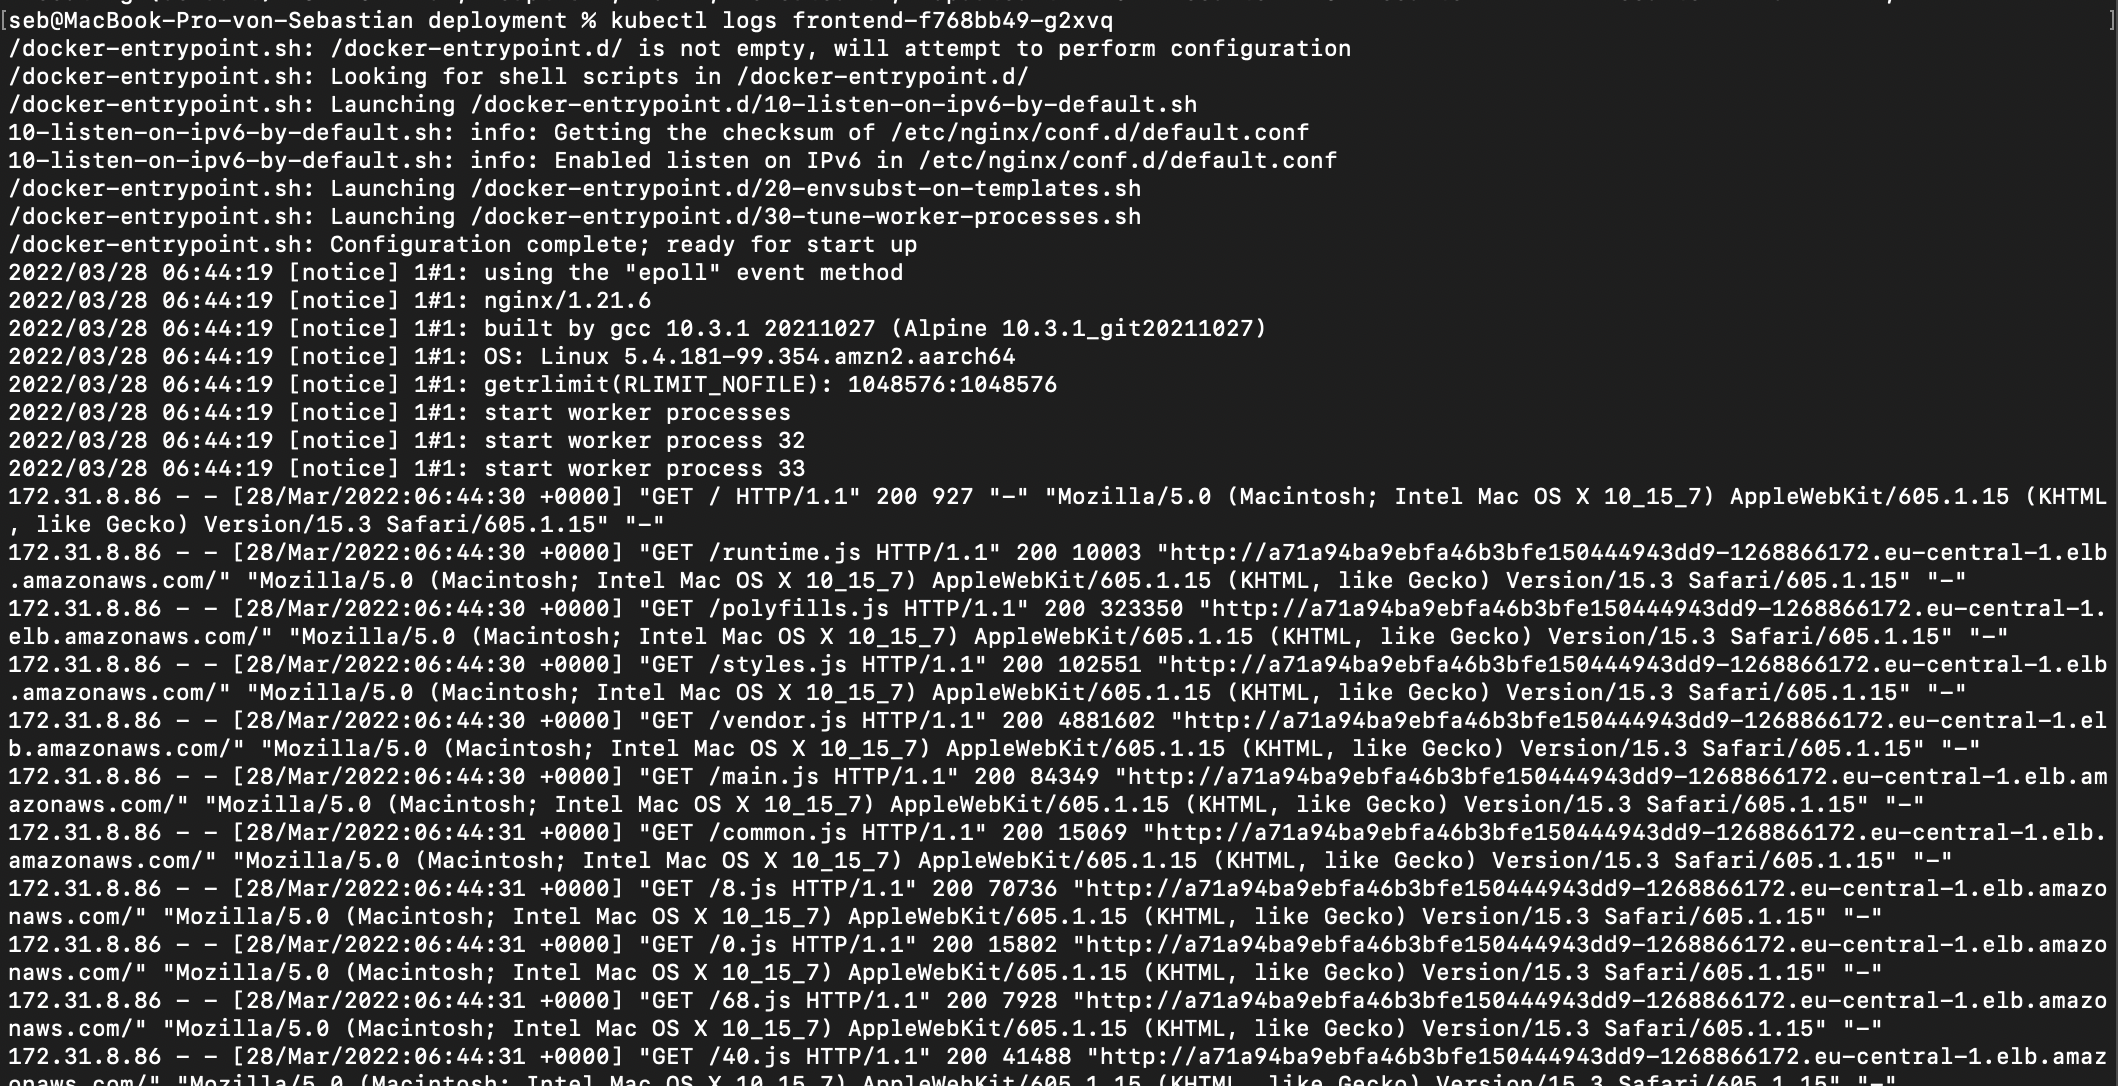 [seb@MacBook-Pro-von-Sebastian deployment % kubectl logs frontend-f768bb49-g2xvq ]
/docker-entrypoint.sh: /docker-entrypoint.d/ is not empty, will attempt to perform configuration
/docker-entrypoint.sh: Looking for shell scripts in /docker-entrypoint.d/
/docker-entrypoint.sh: Launching /docker-entrypoint.d/10-listen-on-ipv6-by-default.sh
10-listen-on-ipv6-by-default.sh: info: Getting the checksum of /etc/nginx/conf.d/default.conf
10-listen-on-ipv6-by-default.sh: info: Enabled listen on IPv6 in /etc/nginx/conf.d/default.conf
/docker-entrypoint.sh: Launching /docker-entrypoint.d/20-envsubst-on-templates.sh
/docker-entrypoint.sh: Launching /docker-entrypoint.d/30-tune-worker-processes.sh
/docker-entrypoint.sh: Configuration complete; ready for start up
2022/03/28 06:44:19 [notice] 1#1: using the "epoll" event method
2022/03/28 06:44:19 [notice] 1#1: nginx/1.21.6
2022/03/28 06:44:19 [notice] 1#1: built by gcc 10.3.1 20211027 (Alpine 10.3.1_git20211027)
2022/03/28 06:44:19 [notice] 1#1: OS: Linux 5.4.181-99.354.amzn2.aarch64
2022/03/28 06:44:19 [notice] 1#1: getrlimit(RLIMIT_NOFILE): 1048576:1048576
2022/03/28 06:44:19 [notice] 1#1: start worker processes
2022/03/28 06:44:19 [notice] 1#1: start worker process 32
2022/03/28 06:44:19 [notice] 1#1: start worker process 33
172.31.8.86 - - [28/Mar/2022:06:44:30 +0000] "GET / HTTP/1.1" 200 927 "-" "Mozilla/5.0 (Macintosh; Intel Mac OS X 10_15_7) AppleWebKit/605.1.15 (KHTML
, like Gecko) Version/15.3 Safari/605.1.15" "-"
172.31.8.86 - - [28/Mar/2022:06:44:30 +0000] "GET /runtime.js HTTP/1.1" 200 10003 "http://a71a94ba9ebfa46b3bfe150444943dd9-1268866172.eu-central-1.elb
.amazonaws.com/" "Mozilla/5.0 (Macintosh; Intel Mac OS X 10_15_7) AppleWebKit/605.1.15 (KHTML, like Gecko) Version/15.3 Safari/605.1.15" "-"
172.31.8.86 - - [28/Mar/2022:06:44:30 +0000] "GET /polyfills.js HTTP/1.1" 200 323350 "http://a71a94ba9ebfa46b3bfe150444943dd9-1268866172.eu-central-1.
elb.amazonaws.com/" "Mozilla/5.0 (Macintosh; Intel Mac OS X 10_15_7) AppleWebKit/605.1.15 (KHTML, like Gecko) Version/15.3 Safari/605.1.15" "-"
172.31.8.86 - - [28/Mar/2022:06:44:30 +0000] "GET /styles.js HTTP/1.1" 200 102551 "http://a71a94ba9ebfa46b3bfe150444943dd9-1268866172.eu-central-1.elb
.amazonaws.com/" "Mozilla/5.0 (Macintosh; Intel Mac OS X 10_15_7) AppleWebKit/605.1.15 (KHTML, like Gecko) Version/15.3 Safari/605.1.15" "-"
172.31.8.86 - - [28/Mar/2022:06:44:30 +0000] "GET /vendor.js HTTP/1.1" 200 4881602 "http://a71a94ba9ebfa46b3bfe150444943dd9-1268866172.eu-central-1.el
b.amazonaws.com/" "Mozilla/5.0 (Macintosh; Intel Mac OS X 10_15_7) AppleWebKit/605.1.15 (KHTML, like Gecko) Version/15.3 Safari/605.1.15" "-"
172.31.8.86 - - [28/Mar/2022:06:44:30 +0000] "GET /main.js HTTP/1.1" 200 84349 "http://a71a94ba9ebfa46b3bfe150444943dd9-1268866172.eu-central-1.elb.am
azonaws.com/" "Mozilla/5.0 (Macintosh; Intel Mac OS X 10_15_7) AppleWebKit/605.1.15 (KHTML, like Gecko) Version/15.3 Safari/605.1.15" "-"
172.31.8.86 - - [28/Mar/2022:06:44:31 +0000] "GET /common.js HTTP/1.1" 200 15069 "http://a71a94ba9ebfa46b3bfe150444943dd9-1268866172.eu-central-1.elb.
amazonaws.com/" "Mozilla/5.0 (Macintosh; Intel Mac OS X 10_15_7) AppleWebKit/605.1.15 (KHTML, like Gecko) Version/15.3 Safari/605.1.15" "-"
172.31.8.86 - - [28/Mar/2022:06:44:31 +0000] "GET /8.js HTTP/1.1" 200 70736 "http://a71a94ba9ebfa46b3bfe150444943dd9-1268866172.eu-central-1.elb.amazo
naws.com/" "Mozilla/5.0 (Macintosh; Intel Mac OS X 10_15_7) AppleWebKit/605.1.15 (KHTML, like Gecko) Version/15.3 Safari/605.1.15" "-"
172.31.8.86 - - [28/Mar/2022:06:44:31 +0000] "GET /0.js HTTP/1.1" 200 15802 "http://a71a94ba9ebfa46b3bfe150444943dd9-1268866172.eu-central-1.elb.amazo
naws.com/" "Mozilla/5.0 (Macintosh; Intel Mac OS X 10_15_7) AppleWebKit/605.1.15 (KHTML, like Gecko) Version/15.3 Safari/605.1.15" "-"
172.31.8.86 - - [28/Mar/2022:06:44:31 +0000] "GET /68.js HTTP/1.1" 200 7928 "http://a71a94ba9ebfa46b3bfe150444943dd9-1268866172.eu-central-1.elb.amazo
naws.com/" "Mozilla/5.0 (Macintosh; Intel Mac OS X 10_15_7) AppleWebKit/605.1.15 (KHTML, like Gecko) Version/15.3 Safari/605.1.15" "-"
172.31.8.86 - - [28/Mar/2022:06:44:31 +0000] "GET /40.js HTTP/1.1" 200 41488 "http://a71a94ba9ebfa46b3bfe150444943dd9-1268866172.eu-central-1.elb.amaz
onaws.com/" "Mozilla/5.0 (Macintosh; Intel Mac OS X 10_15_7) AppleWebKit/605.1.15 (KHTML, like Gecko) Version/15.3 Safari/605.1.15" "-"